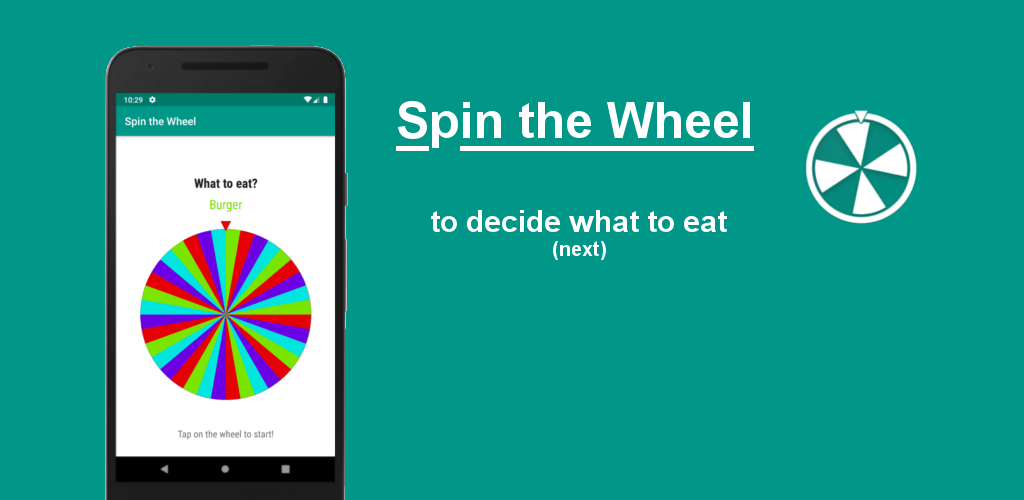 10:29
Spin the Wheel
What to eat?
Burger
Tap on the wheel to start!
Spin the Wheel
to decide what to eat
(next)